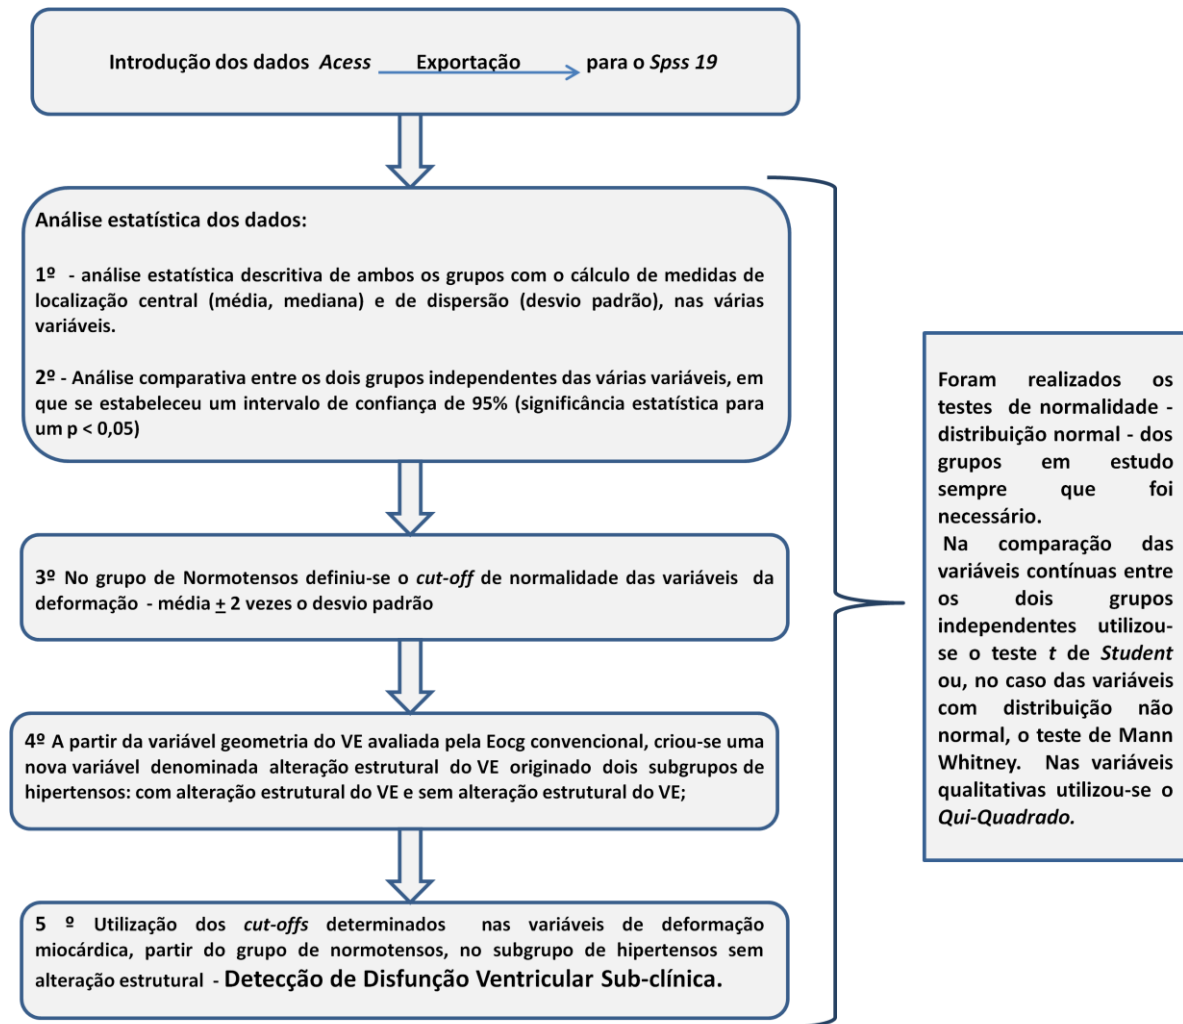 Introdução dos dados Acess Exportação para o Spss 19
Análise estatística dos dados:
1º - análise estatística descritiva de ambos os grupos com o cálculo de medidas de
localização central (média, mediana) e de dispersão (desvio padrão), nas várias
variáveis.
2º - Análise comparativa entre os dois grupos independentes das várias variáveis, em
que se estabeleceu um intervalo de confiança de 95% (significância estatística para
um p < 0,05)
3º No grupo de Normotensos definiu-se o cut-off de normalidade das variáveis da
deformação - média ± 2 vezes o desvio padrão
4º A partir da variável geometria do VE avaliada pela Eocg convencional, criou-se uma
nova variável denominada alteração estrutural do VE originado dois subgrupos de
hipertensos: com alteração estrutural do VE e sem alteração estrutural do VE;
5 º Utilização dos cut-offs determinados nas variáveis de deformação
miocárdica, partir do grupo de normotensos, no subgrupo de hipertensos sem
alteração estrutural - Detecção de Disfunção Ventricular Sub-clínica.
Foram realizados os
testes de normalidade -
distribuição normal - dos
grupos em estudo
sempre que foi
necessário.
Na comparação das
variáveis contínuas entre
os dois grupos
independentes utilizou-
se o teste t de Student
ou, no caso das variáveis
com distribuição não
normal, o teste de Mann
Whitney. Nas variáveis
qualitativas utilizou-se o
Qui-Quadrado.